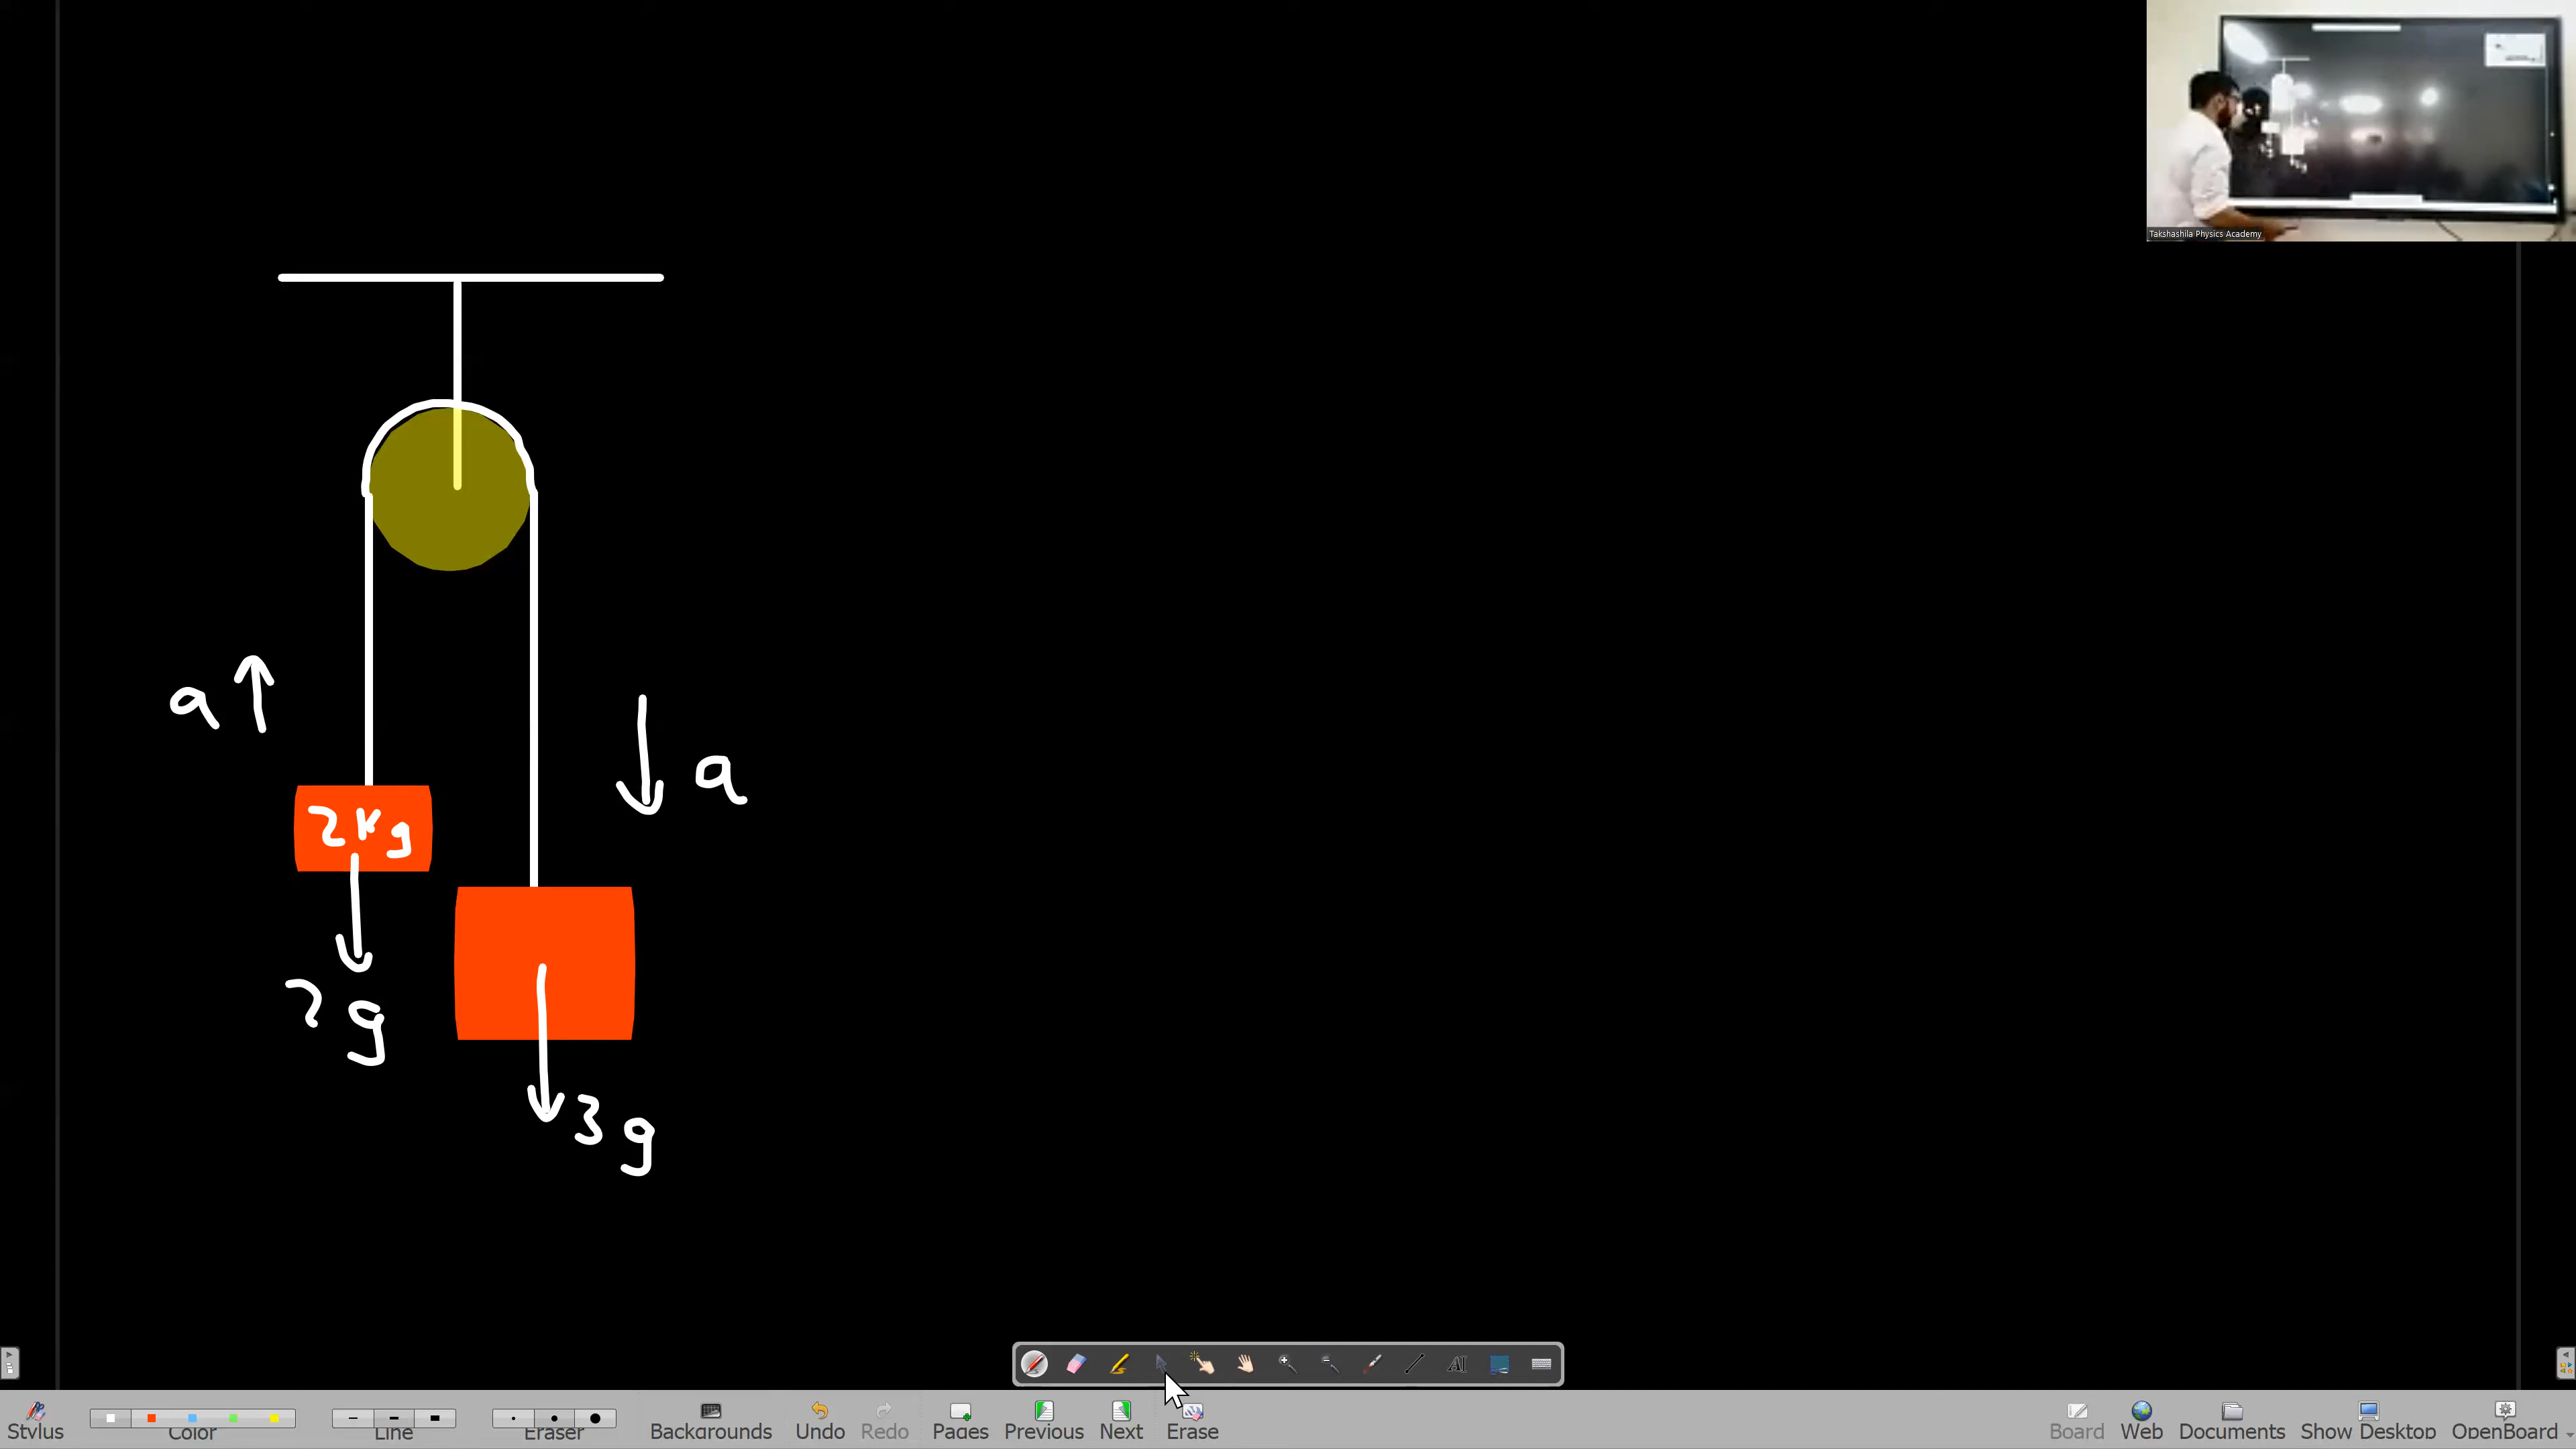 Takshashila Physics Academy
a
a
2kg
2g
3g
Stylus Color Line Eraser Backgrounds Undo Redo Pages Previous Next Erase Board Web Documents Show Desktop OpenBoard